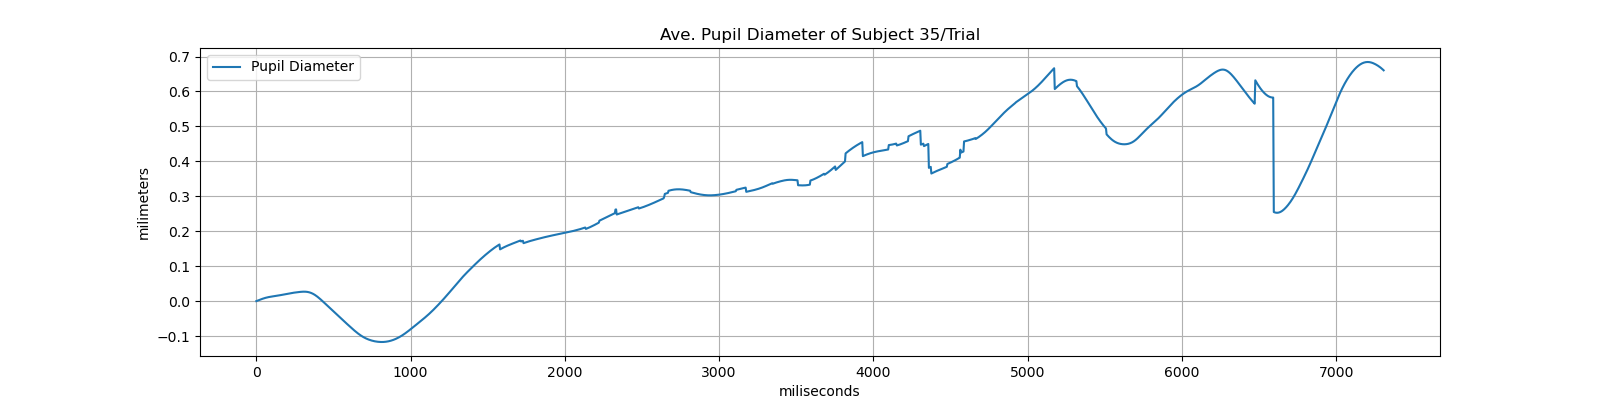 Ave. Pupil Diameter of Subject 35/Trial
Pupil Diameter
0.7
0.6
0.5
0.4
0.3
0.2
0.1
0.0
−0.1
milimeters
0 1000 2000 3000 4000 5000 6000 7000
miliseconds